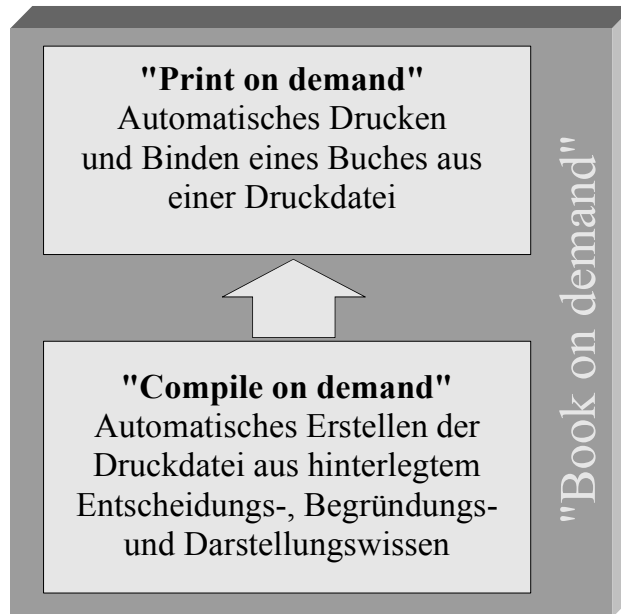 "Print on demand"
Automatisches Drucken
und Binden eines Buches aus
einer Druckdatei
"Compile on demand"
Automatisches Erstellen der
Druckdatei aus hinterlegtem
Entscheidungs-, Begründungs-
und Darstellungswissen
"Book on demand"